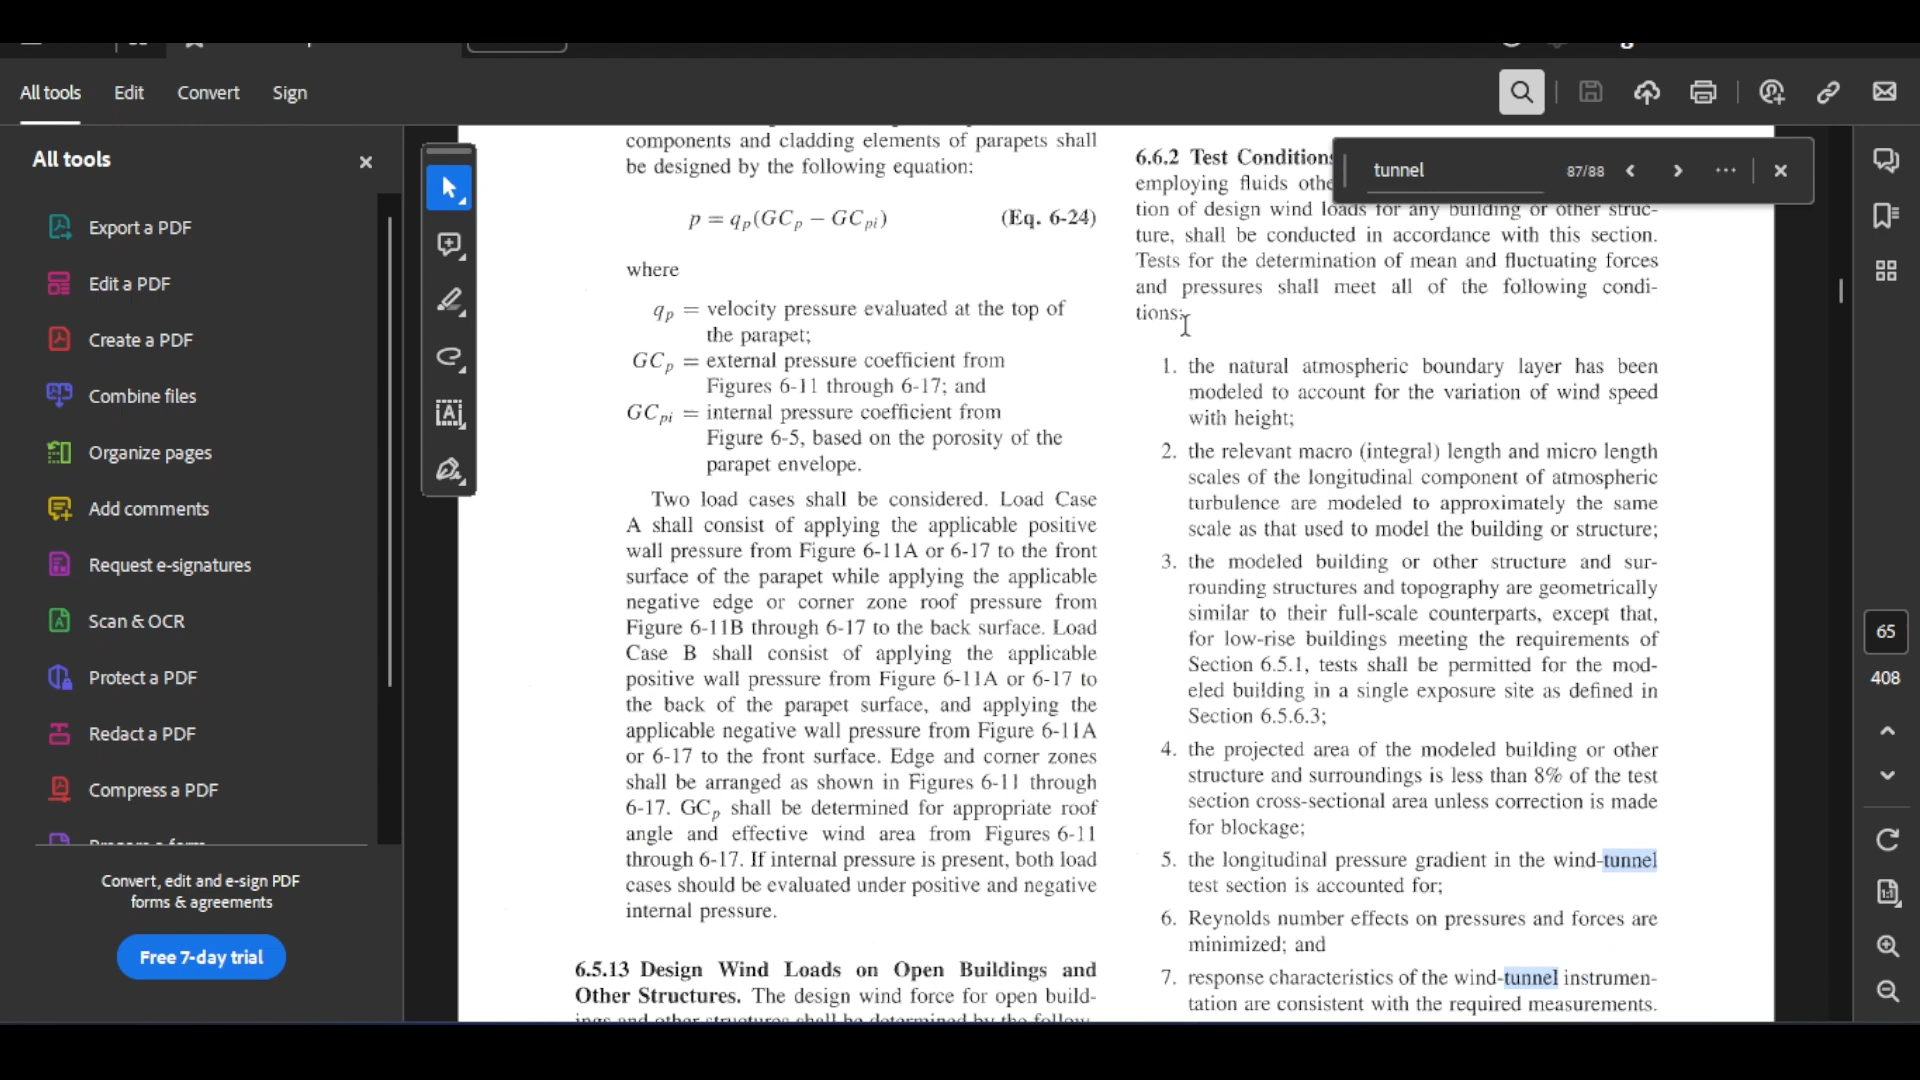 All tools
Edit
Convert
Sign
All tools
Export a PDF
Edit a PDF
Create a PDF
Combine files
Organize pages
Add comments
Request e-signatures
Scan & OCR
Protect a PDF
Redact a PDF
Compress a PDF
Prepare a form
Convert, edit and e-sign PDF
forms & agreements
Free 7-day trial
components and cladding elements of parapets shall
be designed by the following equation:
p = qp(GCp − GCpi) (Eq. 6-24)
where
qp = velocity pressure evaluated at the top of
the parapet;
GCp = external pressure coefficient from
Figures 6-11 through 6-17; and
GCpi = internal pressure coefficient from
Figure 6-5, based on the porosity of the
parapet envelope.
Two load cases shall be considered. Load Case
A shall consist of applying the applicable positive
wall pressure from Figure 6-11A or 6-17 to the front
surface of the parapet while applying the applicable
negative edge or corner zone roof pressure from
Figure 6-11B through 6-17 to the back surface. Load
Case B shall consist of applying the applicable
positive wall pressure from Figure 6-11A or 6-17 to
the back of the parapet surface, and applying the
applicable negative wall pressure from Figure 6-11A
or 6-17 to the front surface. Edge and corner zones
shall be arranged as shown in Figures 6-11 through
6-17. GCp shall be determined for appropriate roof
angle and effective wind area from Figures 6-11
through 6-17. If internal pressure is present, both load
cases should be evaluated under positive and negative
internal pressure.
6.5.13 Design Wind Loads on Open Buildings and
Other Structures. The design wind force for open build-
ings and other structures shall be determined by the follow-
6.6.2 Test Conditions
employing fluids othe
tion of design wind loads for any building or other struc-
ture, shall be conducted in accordance with this section.
Tests for the determination of mean and fluctuating forces
and pressures shall meet all of the following condi-
tions:
1. the natural atmospheric boundary layer has been
modeled to account for the variation of wind speed
with height;
2. the relevant macro (integral) length and micro length
scales of the longitudinal component of atmospheric
turbulence are modeled to approximately the same
scale as that used to model the building or structure;
3. the modeled building or other structure and sur-
rounding structures and topography are geometrically
similar to their full-scale counterparts, except that,
for low-rise buildings meeting the requirements of
Section 6.5.1, tests shall be permitted for the mod-
eled building in a single exposure site as defined in
Section 6.5.6.3;
4. the projected area of the modeled building or other
structure and surroundings is less than 8% of the test
section cross-sectional area unless correction is made
for blockage;
5. the longitudinal pressure gradient in the wind-tunnel
test section is accounted for;
6. Reynolds number effects on pressures and forces are
minimized; and
7. response characteristics of the wind-tunnel instrumen-
tation are consistent with the required measurements.
tunnel
87/88
65
408